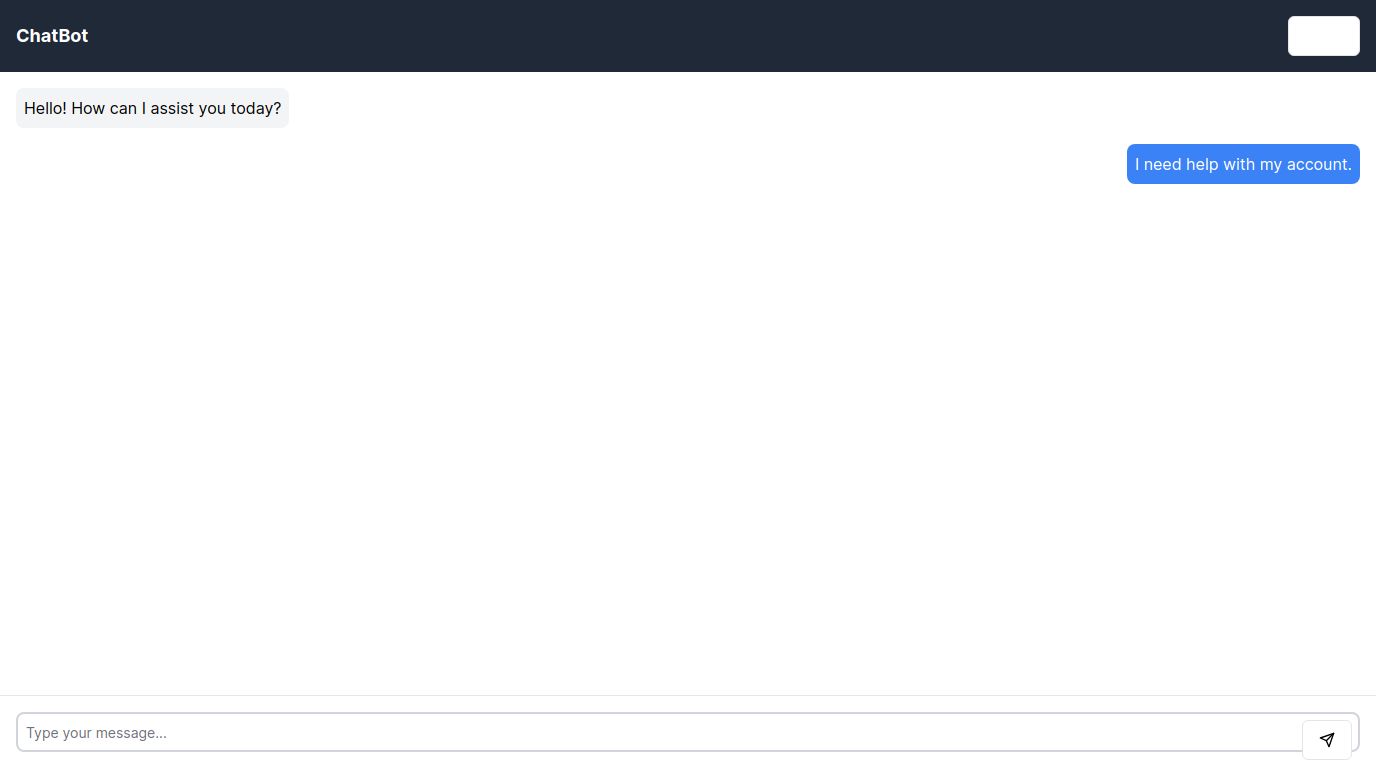 ChatBot
Hello! How can I assist you today?
I need help with my account.
Type your message...